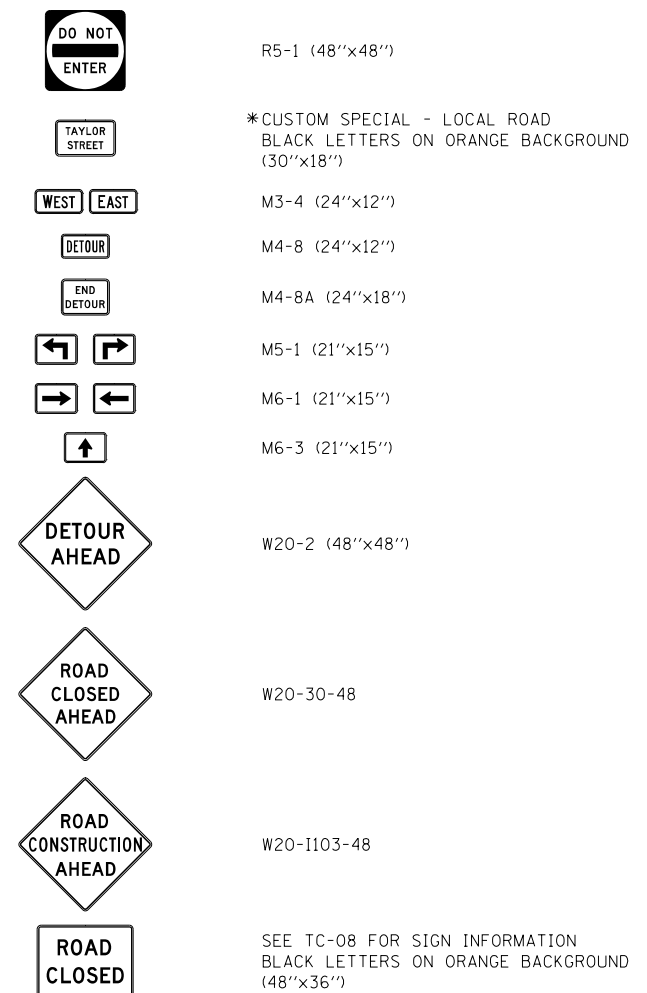 DO NOT
ENTER
R5-1 (48''x48'')
TAYLOR
STREET
*CUSTOM SPECIAL - LOCAL ROAD
BLACK LETTERS ON ORANGE BACKGROUND
(30''x18'')
WEST EAST
M3-4 (24''x12'')
DETOUR
M4-8 (24''x12'')
END
DETOUR
M4-8A (24''x18'')
M5-1 (21''x15'')
M6-1 (21''x15'')
M6-3 (21''x15'')
DETOUR
AHEAD
W20-2 (48''x48'')
ROAD
CLOSED
AHEAD
W20-30-48
ROAD
CONSTRUCTION
AHEAD
W20-I103-48
ROAD
CLOSED
SEE TC-08 FOR SIGN INFORMATION
BLACK LETTERS ON ORANGE BACKGROUND
(48''x36'')